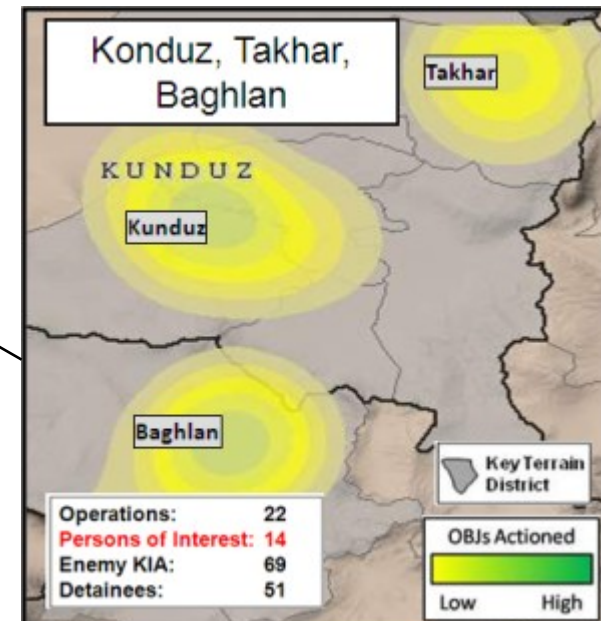 Konduz, Takhar,
Baghlan
Takhar
KUNDUZ
Kunduz
Baghlan
Key Terrain
District
Operations: 22
Persons of Interest: 14
Enemy KIA: 69
Detainees: 51
OBJs Actioned
Low High